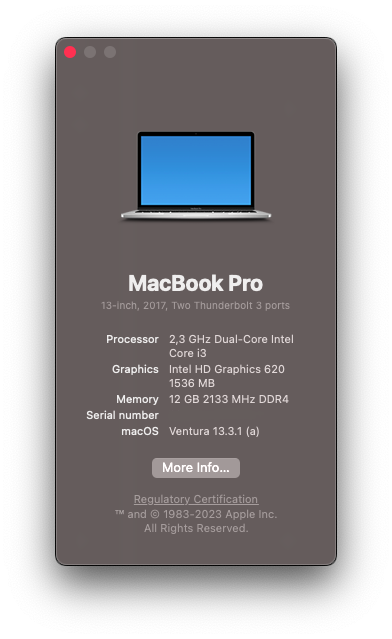 MacBook Pro
13-inch, 2017, Two Thunderbolt 3 ports
Processor 2,3 GHz Dual-Core Intel
Core i3
Graphics Intel HD Graphics 620
1536 MB
Memory 12 GB 2133 MHz DDR4
Serial number
macOS Ventura 13.3.1 (a)
More Info...
Regulatory Certification
™ and © 1983-2023 Apple Inc.
All Rights Reserved.